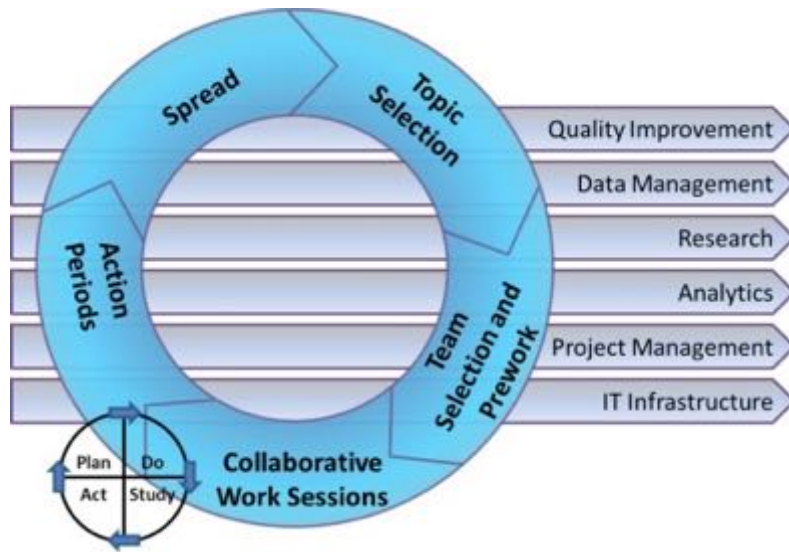 Spread
Topic
Selection
Quality Improvement
Data Management
Research
Analytics
Project Management
IT Infrastructure
Action
Periods
Team
Selection and
Prework
Collaborative
Work Sessions
Plan
Do
Act
Study